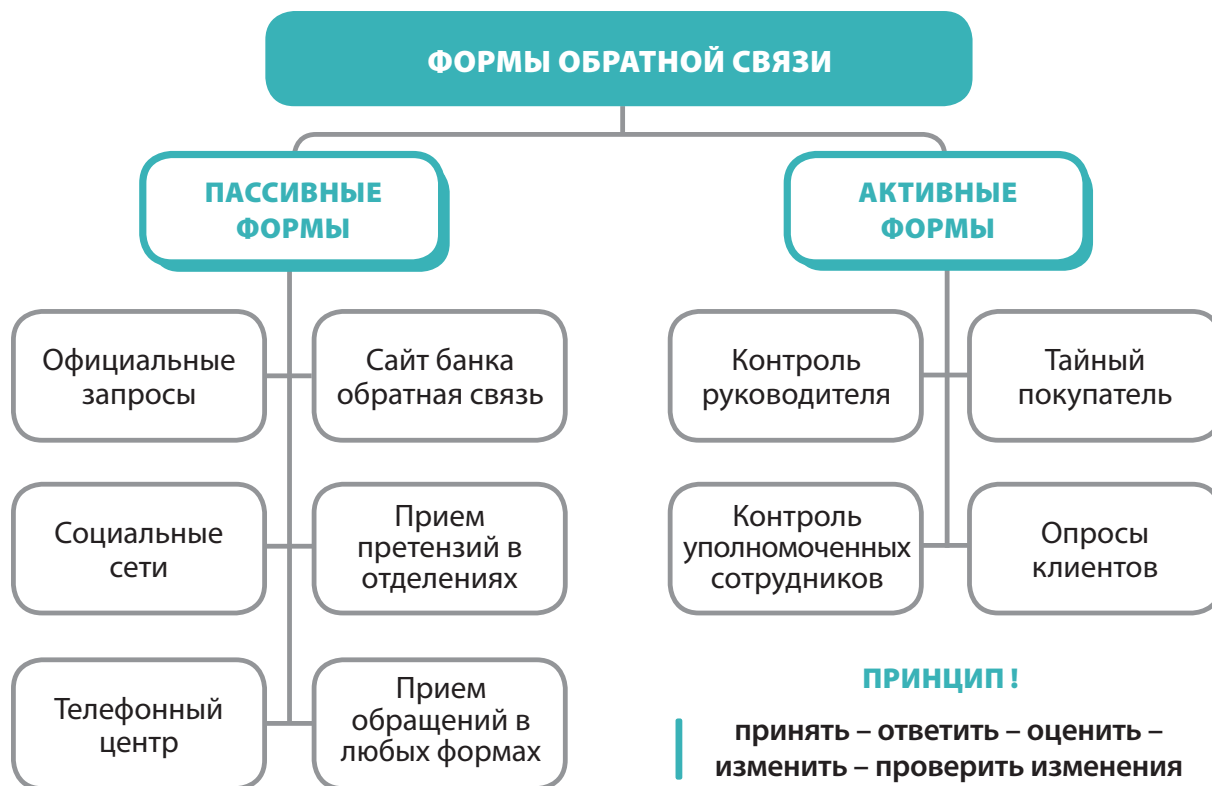 ФОРМЫ ОБРАТНОЙ СВЯЗИ
ПАССИВНЫЕ
ФОРМЫ
Официальные
запросы
Сайт банка
обратная связь
Социальные
сети
Прием
претензий в
отделениях
Телефонный
центр
Прием
обращений в
любых формах
АКТИВНЫЕ
ФОРМЫ
Контроль
руководителя
Тайный
покупатель
Контроль
уполномоченных
сотрудников
Опросы
клиентов
ПРИНЦИП !
принять – ответить – оценить –
изменить – проверить изменения